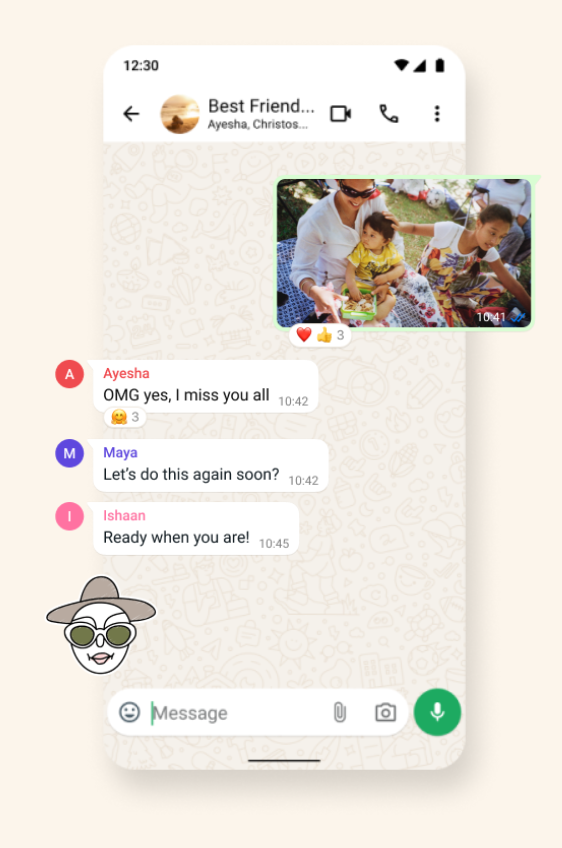 12:30
Best Friend...
Ayesha, Christos...
10:41
3
A
Ayesha
OMG yes, I miss you all 10:42
3
M
Maya
Let's do this again soon? 10:42
I
Ishaan
Ready when you are! 10:45
Message